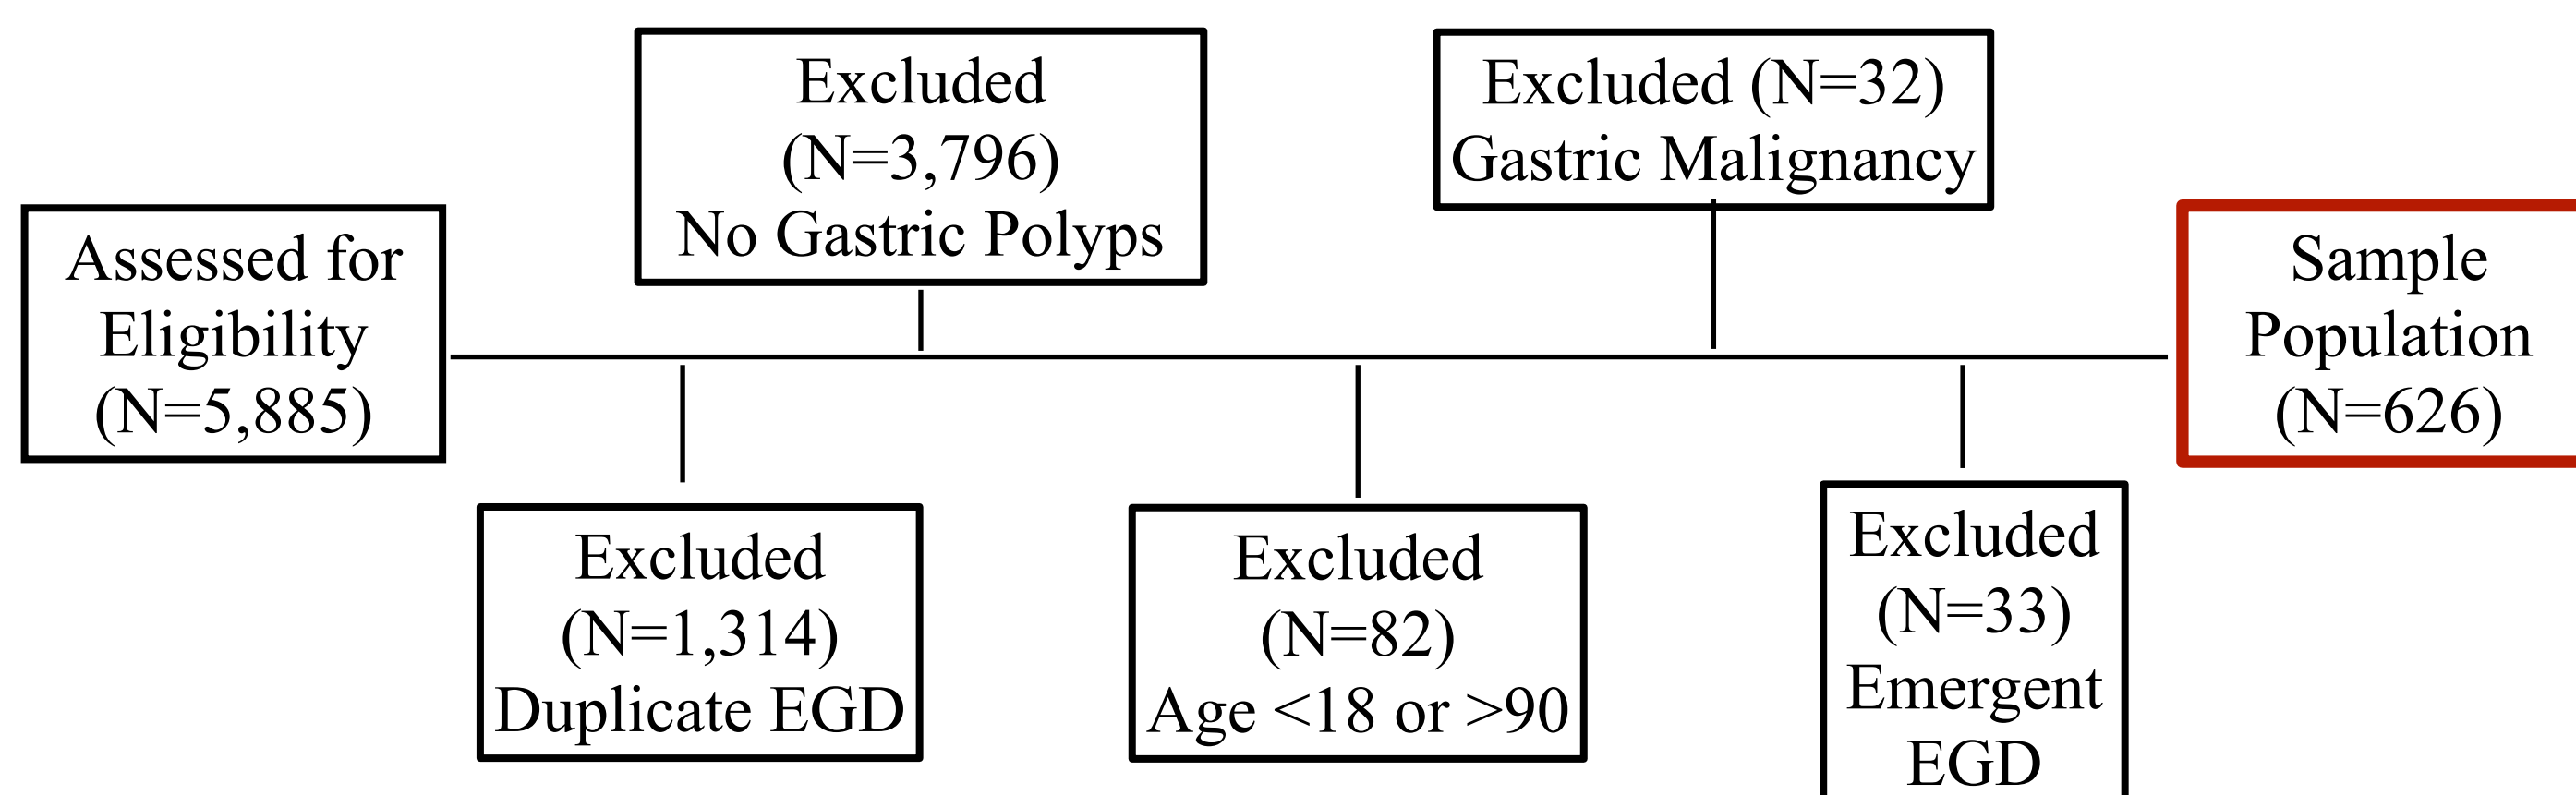 Assessed for
Eligibility
(N=5,885)
Excluded
(N=1,314)
Duplicate EGD
Excluded
(N=3,796)
No Gastric Polyps
Excluded
(N=82)
Age <18 or >90
Excluded (N=32)
Gastric Malignancy
Excluded
(N=33)
Emergent
EGD
Sample
Population
(N=626)